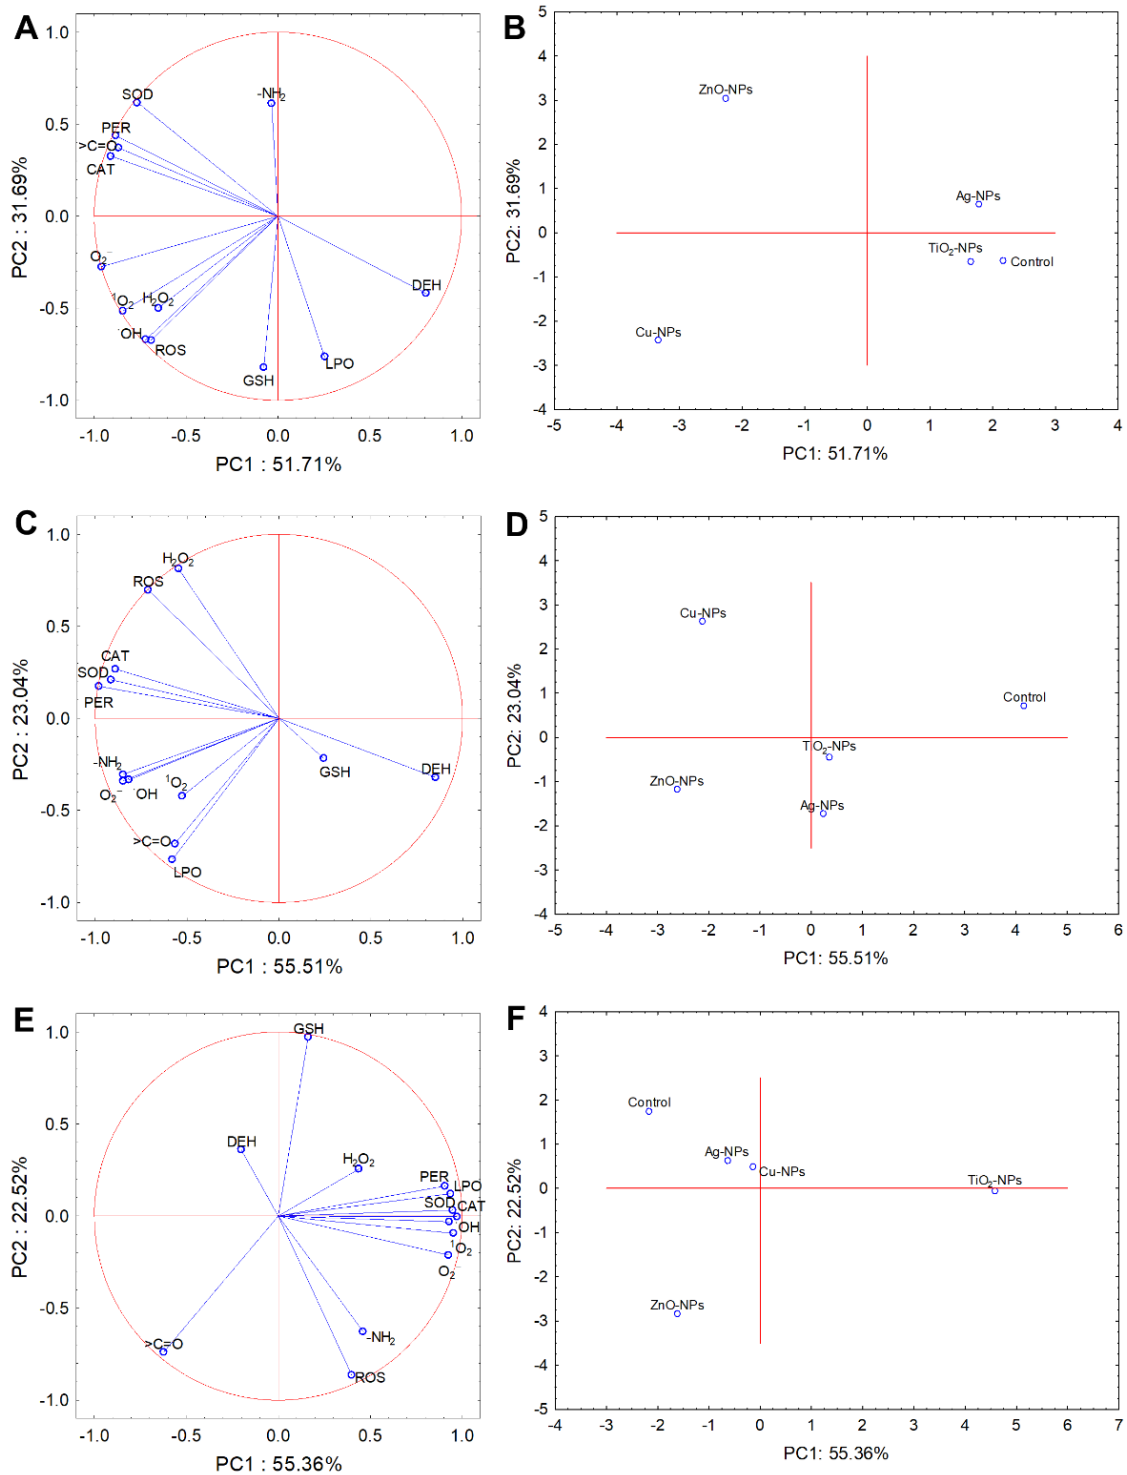 A
1.0
0.5
0.0
-0.5
-1.0
PC2 : 31.69%
SOD
-NH₂
PER
>C=O
CAT
O₂⁻
¹O₂
H₂O₂
OH
ROS
GSH
LPO
DEH
-1.0 -0.5 0.0 0.5 1.0
PC1 : 51.71%
B
5
4
3
2
1
0
-1
-2
-3
-4
PC2: 31.69%
ZnO-NPs
Ag-NPs
TiO₂-NPs
Control
Cu-NPs
-5 -4 -3 -2 -1 0 1 2 3 4
PC1: 51.71%
C
1.0
0.5
0.0
-0.5
-1.0
PC2 : 23.04%
H₂O₂
ROS
CAT
SOD
PER
-NH₂
O₂⁻ ˙OH
¹O₂
GSH
DEH
>C=O
LPO
-1.0 -0.5 0.0 0.5 1.0
PC1 : 55.51%
D
5
4
3
2
1
0
-1
-2
-3
-4
PC2: 23.04%
Cu-NPs
Control
TiO₂-NPs
ZnO-NPs
Ag-NPs
-5 -4 -3 -2 -1 0 1 2 3 4 5 6
PC1: 55.51%
E
1.0
0.5
0.0
-0.5
-1.0
PC2 : 22.52%
GSH
DEH
H₂O₂
PER
LPO
SOD
CAT
OH
¹O₂
O₂⁻
-NH₂
>C=O
ROS
-1.0 -0.5 0.0 0.5 1.0
PC1 : 55.36%
F
4
3
2
1
0
-1
-2
-3
-4
-5
PC2: 22.52%
Control
Ag-NPs
Cu-NPs
TiO₂-NPs
ZnO-NPs
-4 -3 -2 -1 0 1 2 3 4 5 6 7
PC1: 55.36%